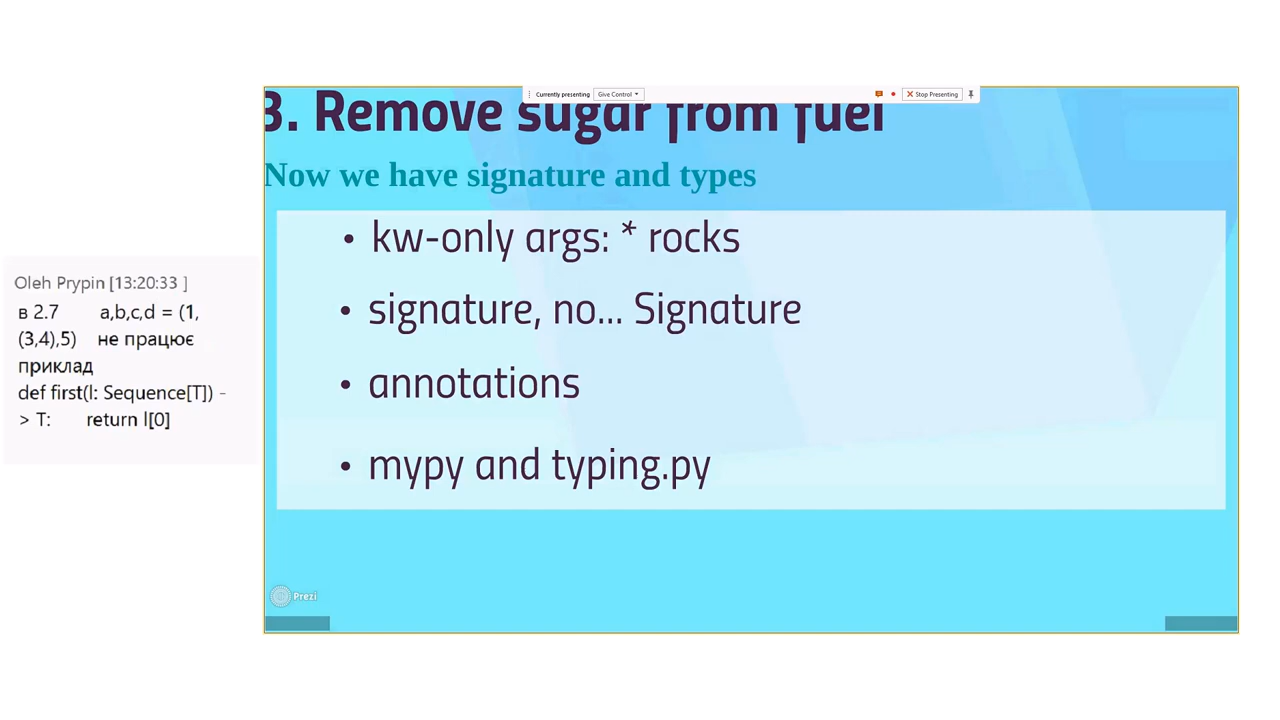 Currently presenting Give Control Stop Presenting
3. Remove sugar from fuel
Now we have signature and types
• kw-only args: * rocks
• signature, no... Signature
• annotations
• mypy and typing.py
Prezi
Oleh Prypin [13:20:33 ]
в 2.7 a,b,c,d = (1,
(3,4),5) не працює
приклад
def first(l: Sequence[T]) -
> T: return l[0]